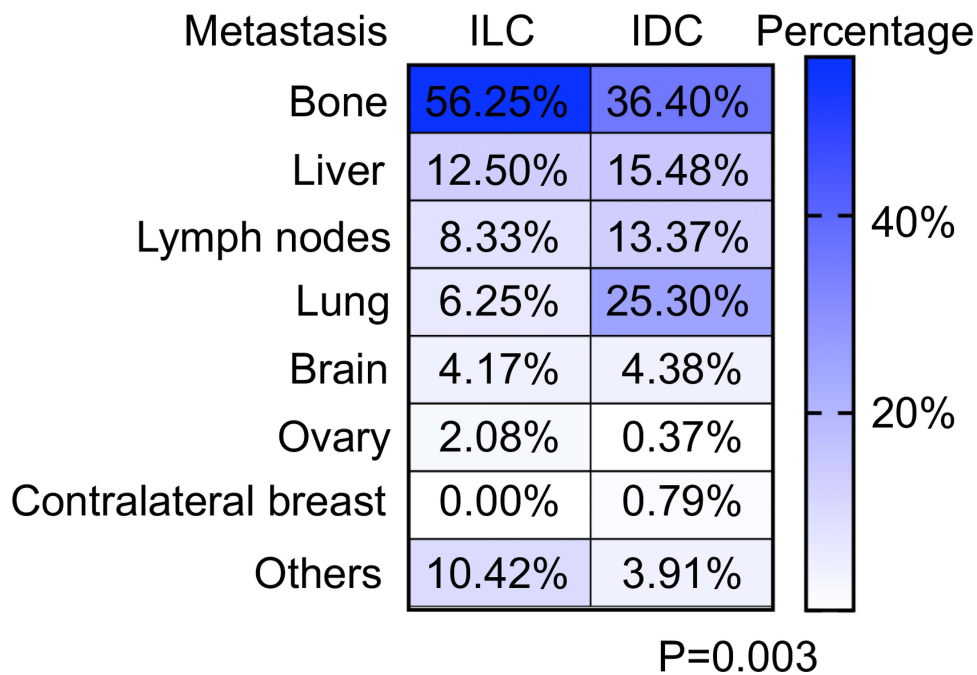 Metastasis ILC IDC Percentage
Bone 56.25% 36.40%
Liver 12.50% 15.48%
Lymph nodes 8.33% 13.37% 40%
Lung 6.25% 25.30%
Brain 4.17% 4.38%
Ovary 2.08% 0.37% 20%
Contralateral breast 0.00% 0.79%
Others 10.42% 3.91%
P=0.003